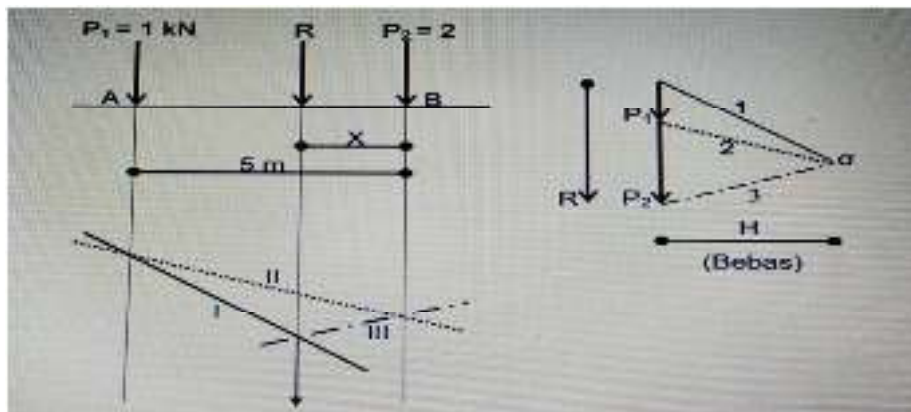 P₁ = 1 kN R P₂ = 2
A B
X
5 m
II
I
III
P₁ 1
2 α
R P₂ 3
H
(Bebas)